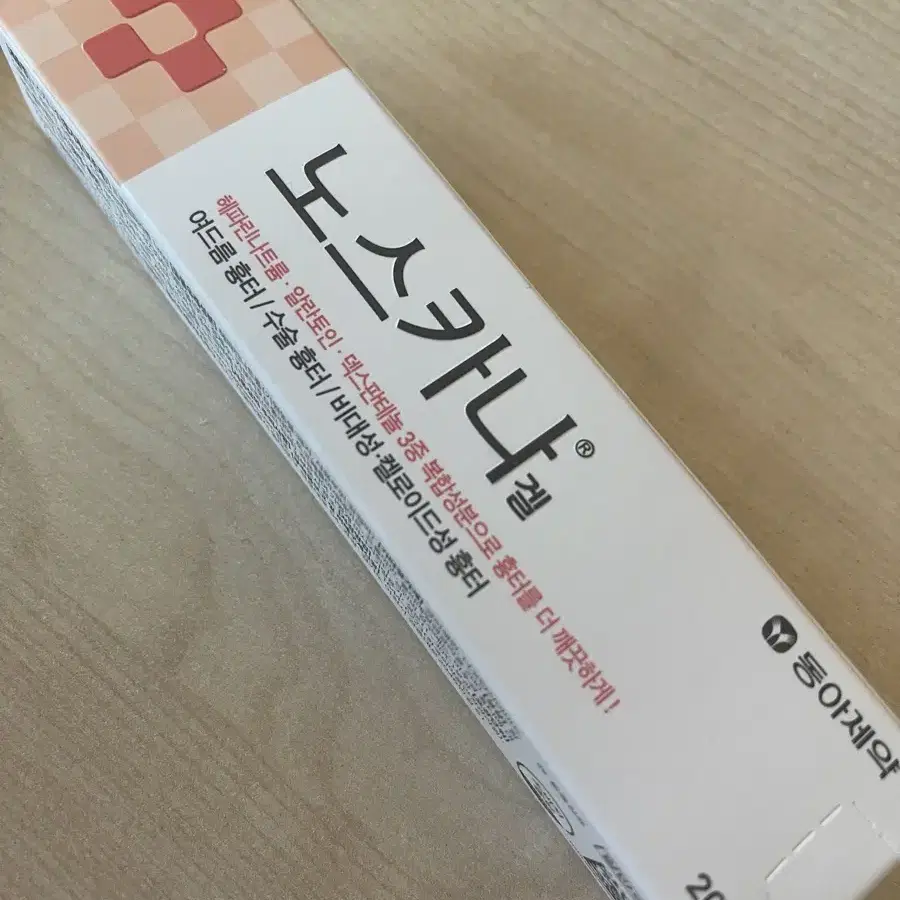 노스카나®겔
헤파린나트륨·알란토인·덱스판테놀 3중 복합성분으로 흉터를 더 깨끗하게!
여드름 흉터/수술 흉터/비대성·켈로이드성 흉터
동아제약
20